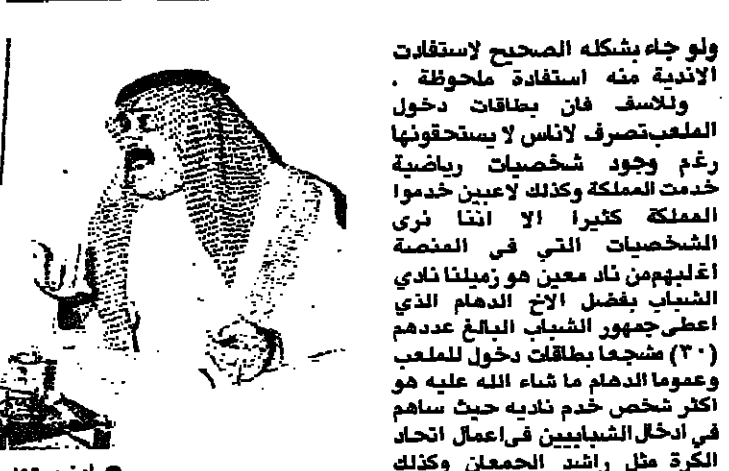 ولو جاء بشكله الصحيح لاستفادت
الاندية منه استفادة ملحوظة .
وللاسف فان بطاقات دخول
الملعب تصرف لاناس لا يستحقونها
رغم وجود شخصيات رياضية
خدمت المملكة وكذلك لاعبين خدموا
المملكة كثيرا الا اننا نرى
الشخصيات التي في المنصة
اغلبهم من ناد معين هو زميلنا نادي
الشباب بفضل الاخ الدهام الذي
اعطى جمهور الشباب البالغ عددهم
(٣٠) مشجعا بطاقات دخول للملعب
وعموما الدهام ما شاء الله عليه هو
اكثر شخص خدم ناديه حيث ساهم
في ادخال الشبابيين في اعمال اتحاد
الكرة مثل راشد الجمعان وكذلك